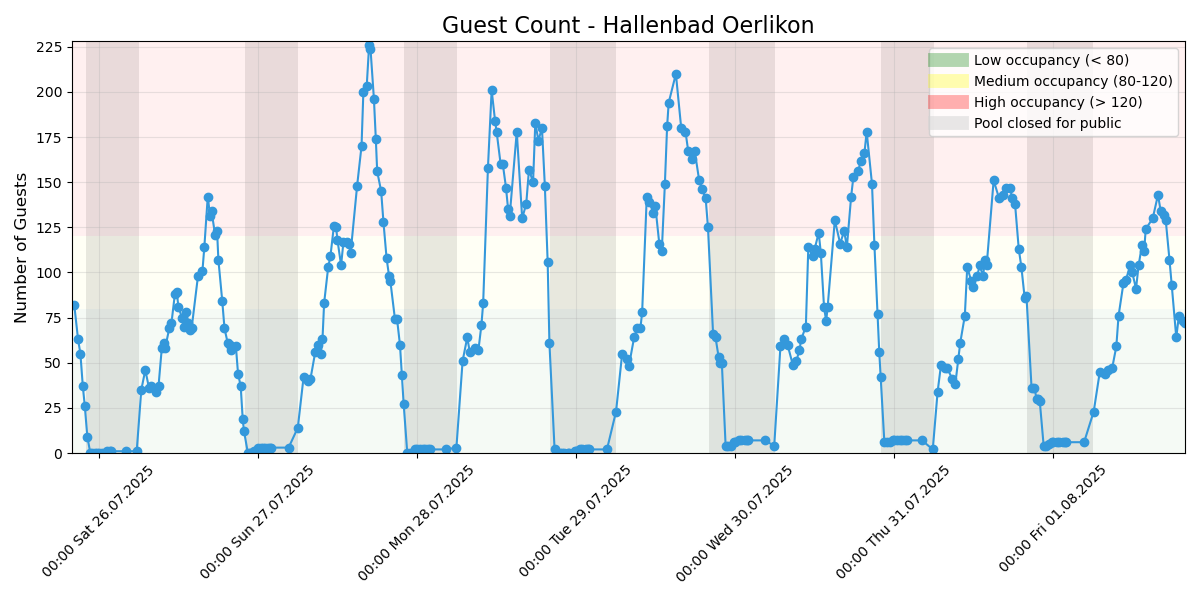 Guest Count - Hallenbad Oerlikon
Number of Guests
225
200
175
150
125
100
75
50
25
0
Low occupancy (< 80)
Medium occupancy (80-120)
High occupancy (> 120)
Pool closed for public
00:00 Sat 26.07.2025
00:00 Sun 27.07.2025
00:00 Mon 28.07.2025
00:00 Tue 29.07.2025
00:00 Wed 30.07.2025
00:00 Thu 31.07.2025
00:00 Fri 01.08.2025